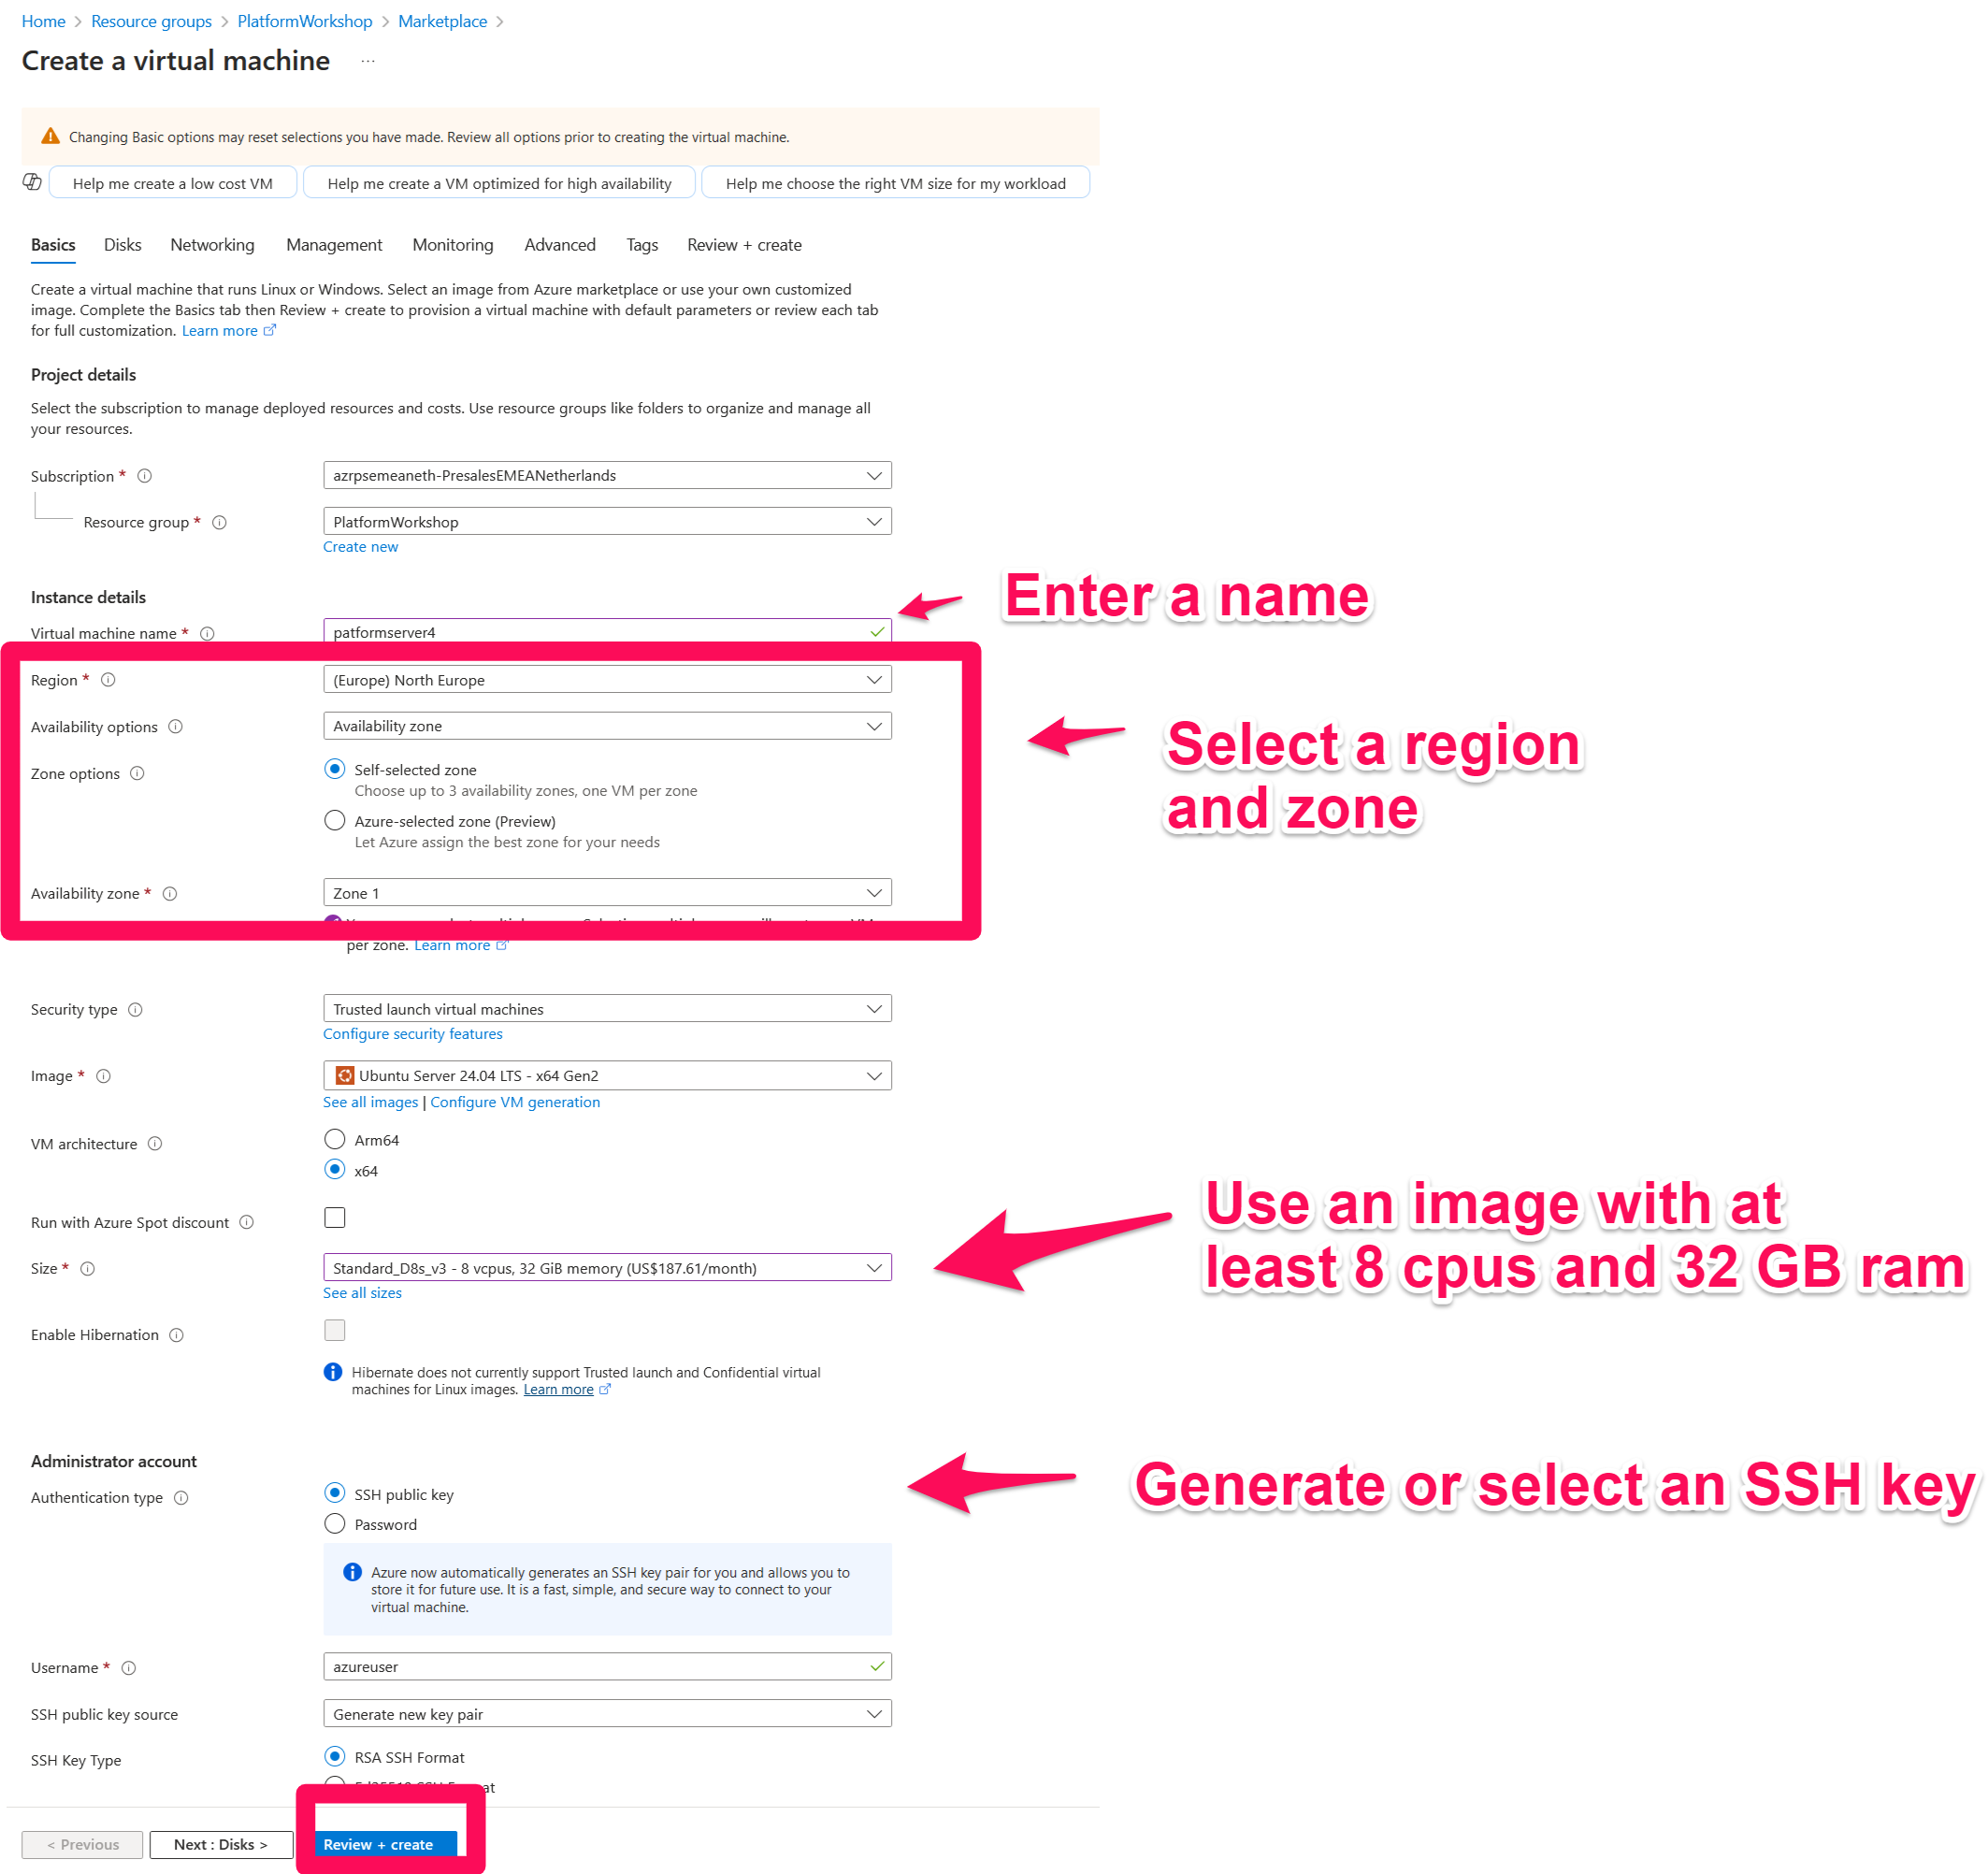 Home > Resource groups > PlatformWorkshop > Marketplace >
Create a virtual machine ...
Changing Basic options may reset selections you have made. Review all options prior to creating the virtual machine.
Help me create a low cost VM
Help me create a VM optimized for high availability
Help me choose the right VM size for my workload
Basics Disks Networking Management Monitoring Advanced Tags Review + create
Create a virtual machine that runs Linux or Windows. Select an image from Azure marketplace or use your own customized
image. Complete the Basics tab then Review + create to provision a virtual machine with default parameters or review each tab
for full customization. Learn more
Project details
Select the subscription to manage deployed resources and costs. Use resource groups like folders to organize and manage all
your resources.
Subscription * azrpsemeaneth-PresalesEMEANetherlands
Resource group * PlatformWorkshop
Create new
Instance details
Enter a name
Virtual machine name * patformserver4
Region * (Europe) North Europe
Availability options Availability zone
Select a region
and zone
Zone options Self-selected zone
Choose up to 3 availability zones, one VM per zone
Azure-selected zone (Preview)
Let Azure assign the best zone for your needs
Availability zone * Zone 1
per zone. Learn more
Security type Trusted launch virtual machines
Configure security features
Image * Ubuntu Server 24.04 LTS - x64 Gen2
See all images | Configure VM generation
VM architecture Arm64
x64
Use an image with at
least 8 cpus and 32 GB ram
Run with Azure Spot discount
Size * Standard_D8s_v3 - 8 vcpus, 32 GiB memory (US$187.61/month)
See all sizes
Enable Hibernation
Hibernate does not currently support Trusted launch and Confidential virtual
machines for Linux images. Learn more
Administrator account
Generate or select an SSH key
Authentication type SSH public key
Password
Azure now automatically generates an SSH key pair for you and allows you to
store it for future use. It is a fast, simple, and secure way to connect to your
virtual machine.
Username * azureuser
SSH public key source Generate new key pair
SSH Key Type RSA SSH Format
< Previous Next : Disks > Review + create